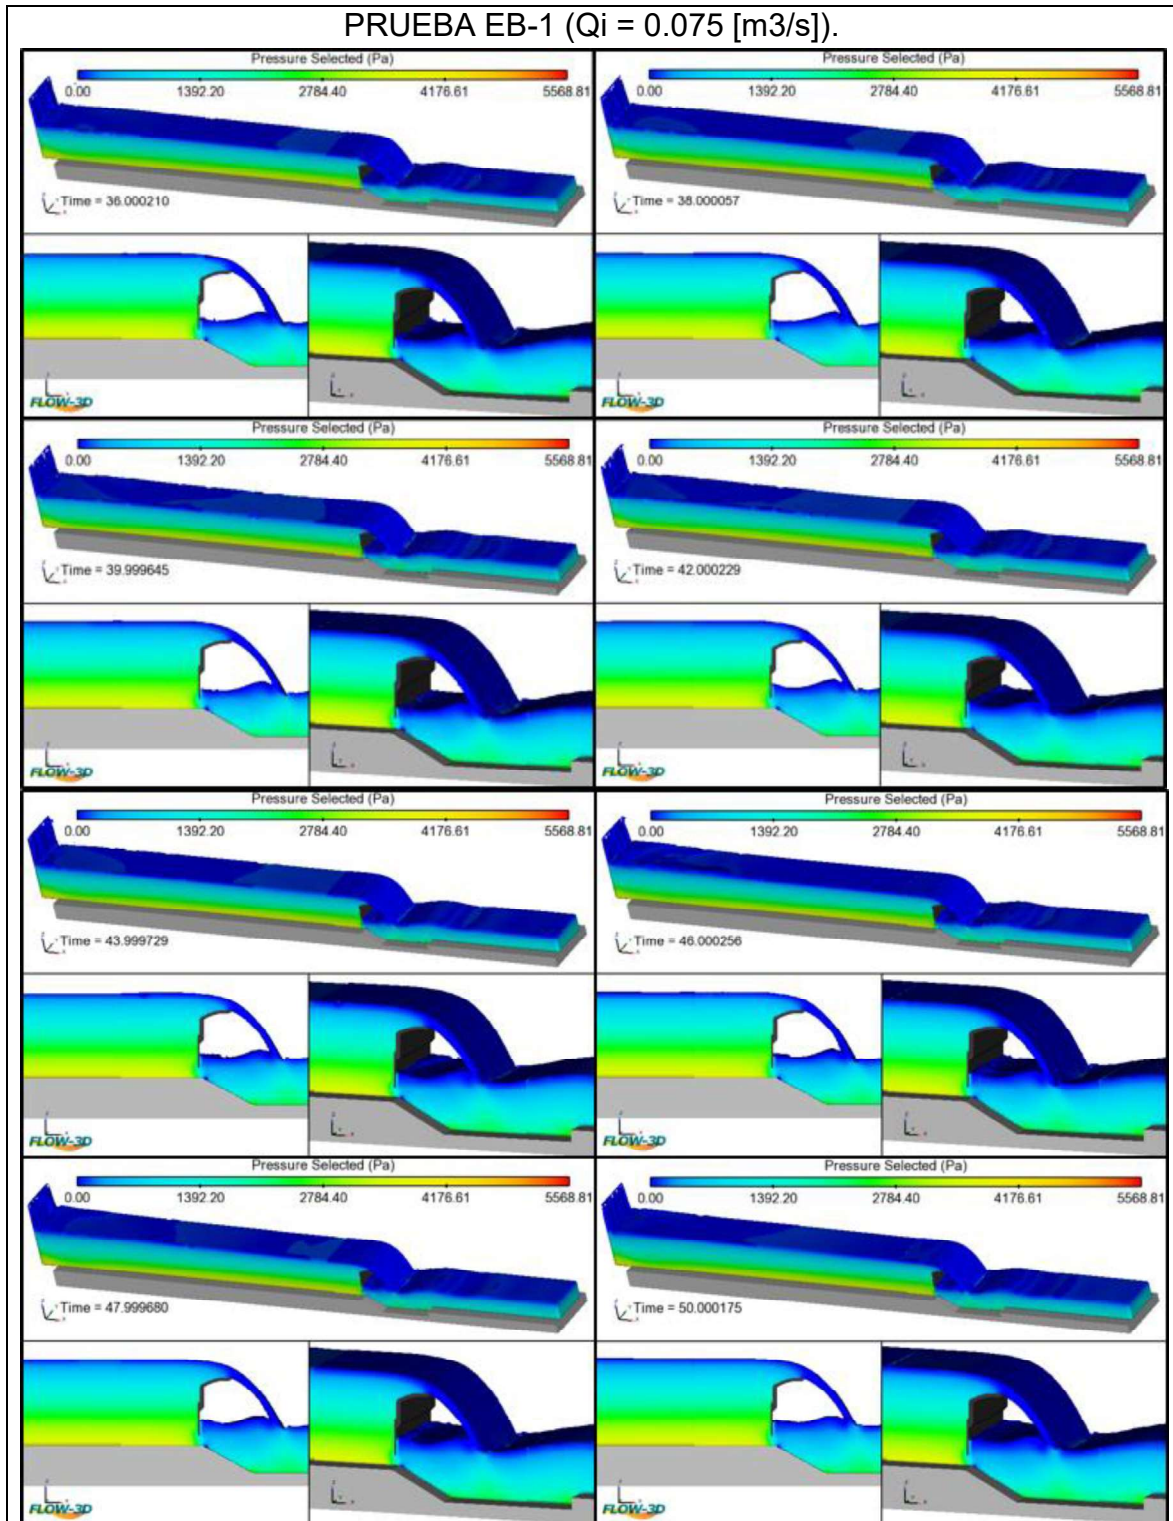 PRUEBA EB-1 (Qi = 0.075 [m3/s]).
Pressure Selected (Pa)
0.00 1392.20 2784.40 4176.61 5568.81
Time = 36.000210
FLOW-3D
Pressure Selected (Pa)
0.00 1392.20 2784.40 4176.61 5568.81
Time = 38.000057
FLOW-3D
Pressure Selected (Pa)
0.00 1392.20 2784.40 4176.61 5568.81
Time = 39.999645
FLOW-3D
Pressure Selected (Pa)
0.00 1392.20 2784.40 4176.61 5568.81
Time = 42.000229
FLOW-3D
Pressure Selected (Pa)
0.00 1392.20 2784.40 4176.61 5568.81
Time = 43.999729
FLOW-3D
Pressure Selected (Pa)
0.00 1392.20 2784.40 4176.61 5568.81
Time = 46.000256
FLOW-3D
Pressure Selected (Pa)
0.00 1392.20 2784.40 4176.61 5568.81
Time = 47.999680
FLOW-3D
Pressure Selected (Pa)
0.00 1392.20 2784.40 4176.61 5568.81
Time = 50.000175
FLOW-3D